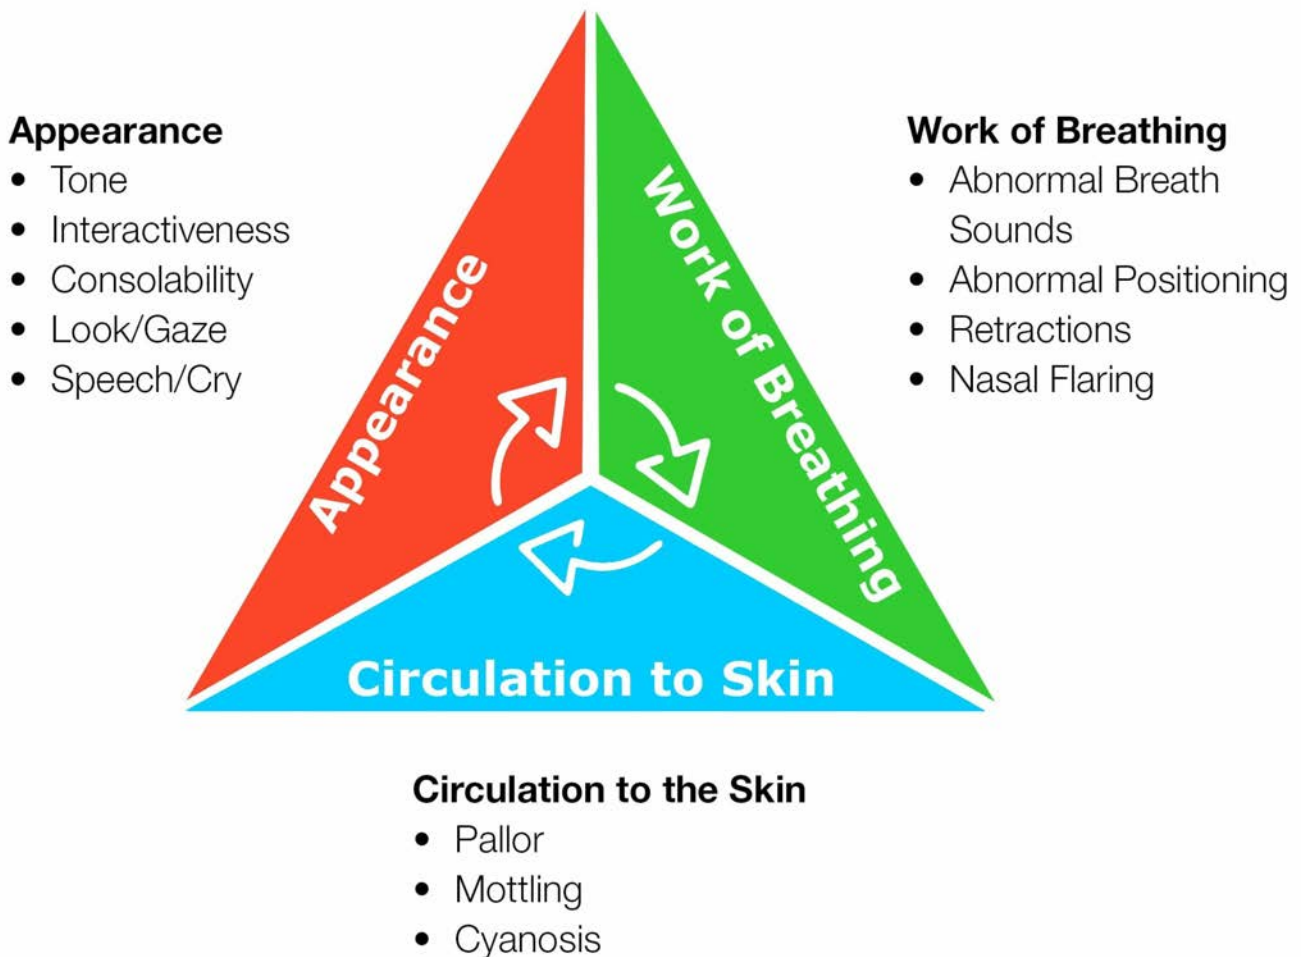 Appearance
• Tone
• Interactiveness
• Consolability
• Look/Gaze
• Speech/Cry
Work of Breathing
• Abnormal Breath
Sounds
• Abnormal Positioning
• Retractions
• Nasal Flaring
Appearance
Work of Breathing
Circulation to Skin
Circulation to the Skin
• Pallor
• Mottling
• Cyanosis